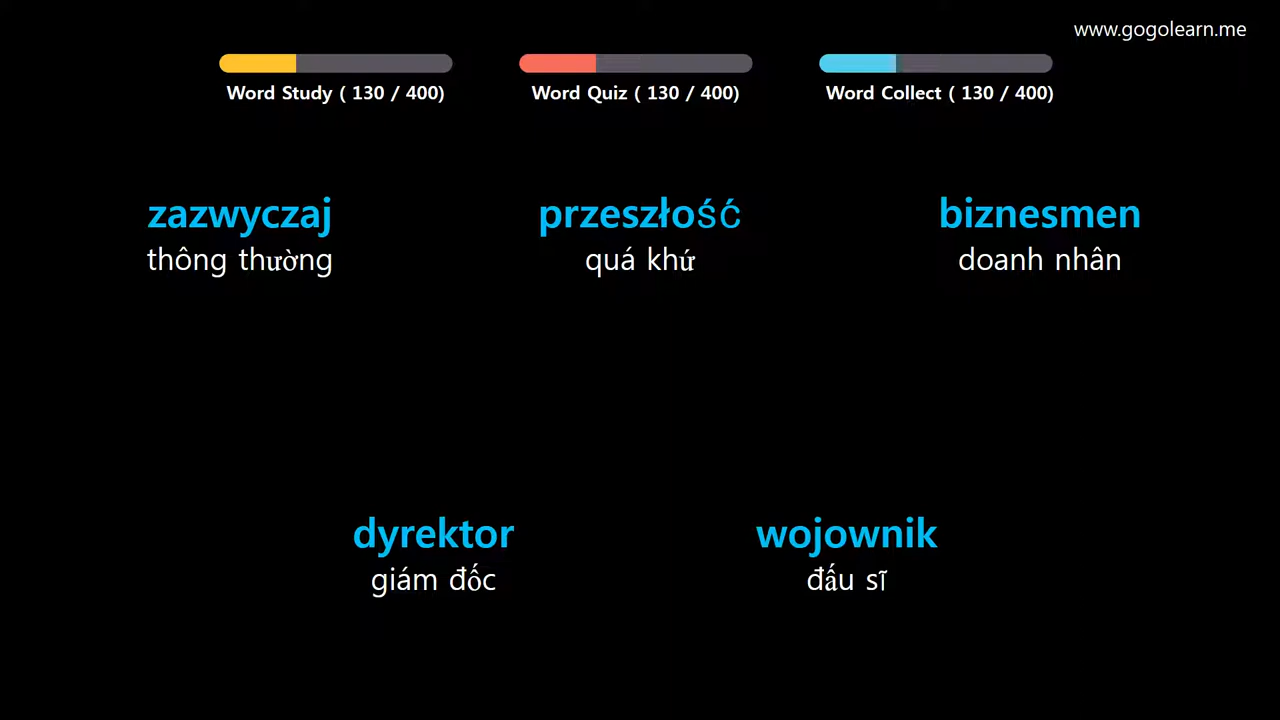 www.gogolearn.me
Word Study ( 130 / 400)
Word Quiz ( 130 / 400)
Word Collect ( 130 / 400)
zazwyczaj
thông thường
przeszłość
quá khứ
biznesmen
doanh nhân
dyrektor
giám đốc
wojownik
đấu sĩ